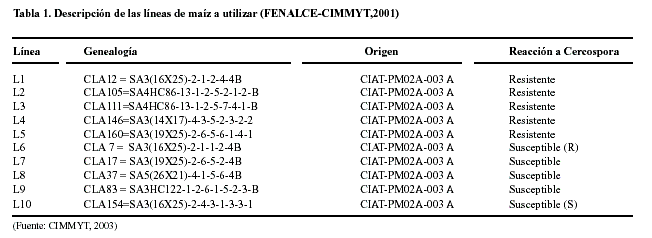 Tabla 1. Descripción de las líneas de maíz a utilizar (FENALCE-CIMMYT,2001)
Línea Genealogía Origen Reacción a Cercospora
L1 CLA12 = SA3(16X25)-2-1-2-4-4B CIAT-PM02A-003 A Resistente
L2 CLA105=SA4HC86-13-1-2-5-2-1-2-B CIAT-PM02A-003 A Resistente
L3 CLA111=SA4HC86-13-1-2-5-7-4-1-B CIAT-PM02A-003 A Resistente
L4 CLA146=SA3(14X17)-4-3-5-2-3-2-2 CIAT-PM02A-003 A Resistente
L5 CLA160=SA3(19X25)-2-6-5-6-1-4-1 CIAT-PM02A-003 A Resistente
L6 CLA 7 = SA3(16X25)-2-1-1-2-4B CIAT-PM02A-003 A Susceptible (R)
L7 CLA17 = SA3(19X25)-2-6-5-2-4B CIAT-PM02A-003 A Susceptible
L8 CLA37 = SA5(26X21)-4-1-5-6-4B CIAT-PM02A-003 A Susceptible
L9 CLA83 = SA3HC122-1-2-6-1-5-2-3-B CIAT-PM02A-003 A Susceptible
L10 CLA154=SA3(16X25)-2-4-3-1-3-3-1 CIAT-PM02A-003 A Susceptible (S)
(Fuente: CIMMYT, 2003)